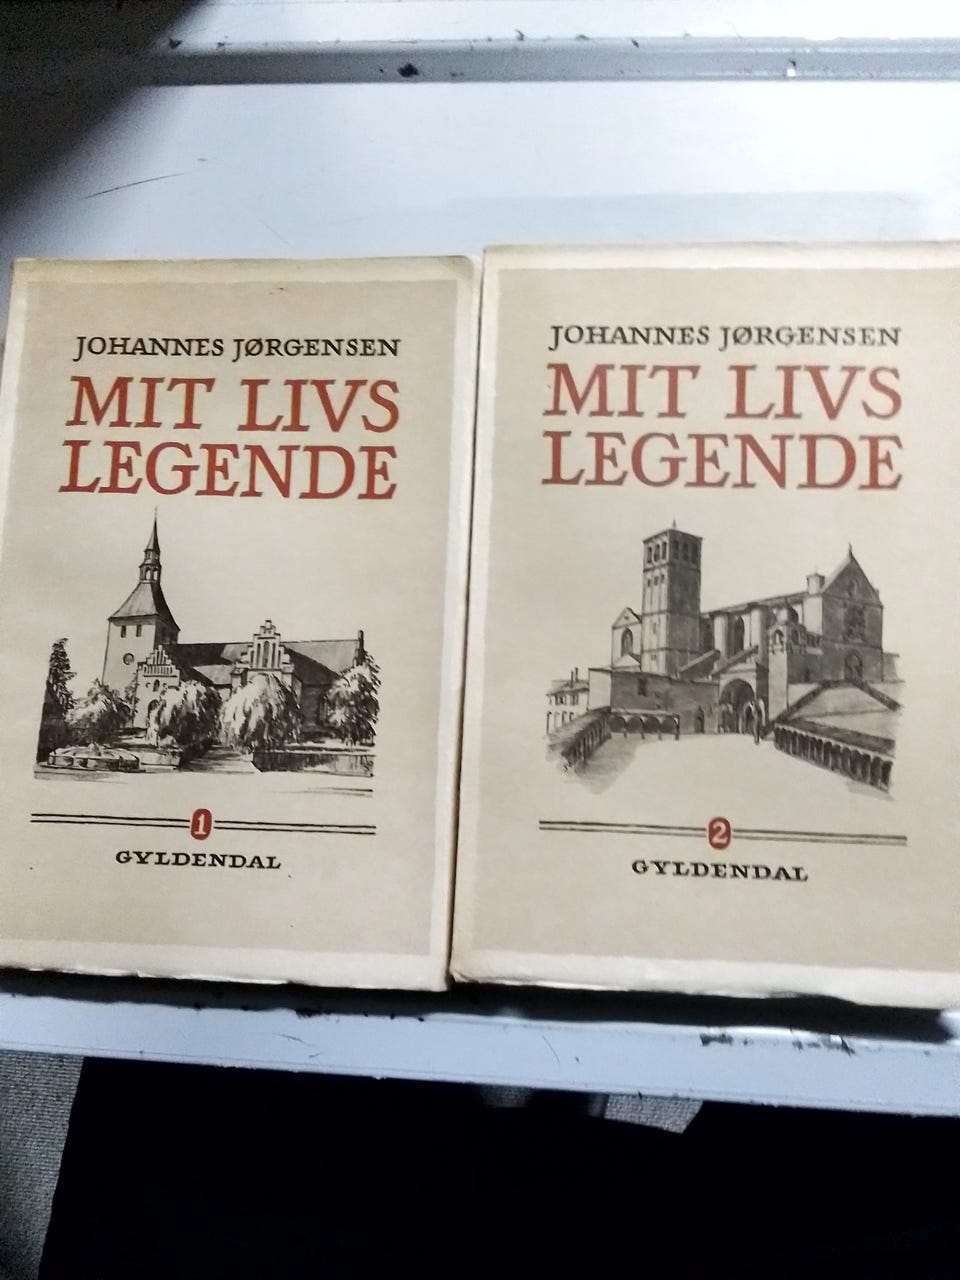 JOHANNES JØRGENSEN
MIT LIVS
LEGENDE
1
GYLDENDAL
JOHANNES JØRGENSEN
MIT LIVS
LEGENDE
2
GYLDENDAL